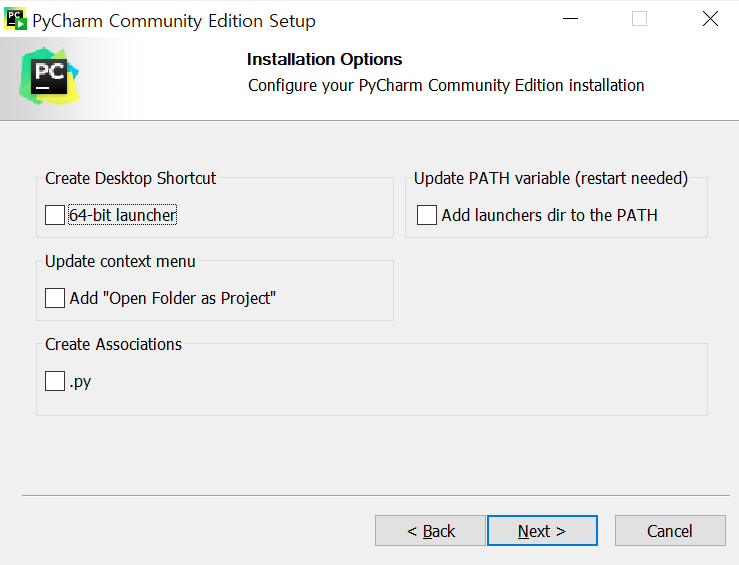 PyCharm Community Edition Setup
PC
Installation Options
Configure your PyCharm Community Edition installation
Create Desktop Shortcut
64-bit launcher
Update PATH variable (restart needed)
Add launchers dir to the PATH
Update context menu
Add "Open Folder as Project"
Create Associations
.py
< Back
Next >
Cancel